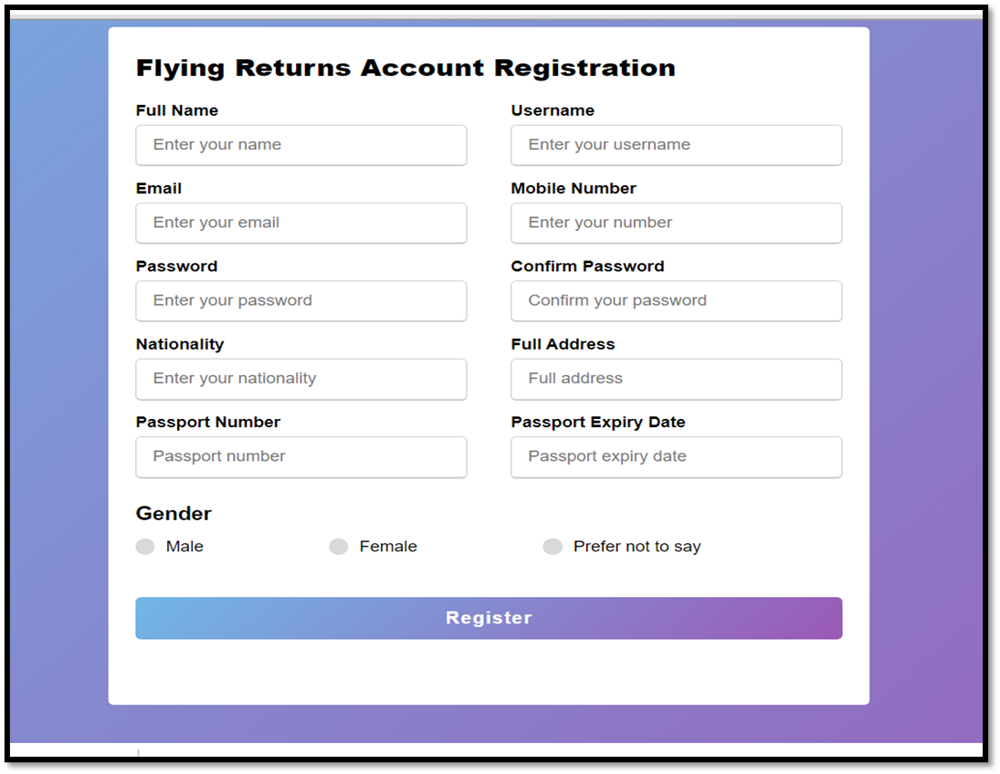 Flying Returns Account Registration
Full Name
Username
Enter your name
Enter your username
Email
Mobile Number
Enter your email
Enter your number
Password
Confirm Password
Enter your password
Confirm your password
Nationality
Full Address
Enter your nationality
Full address
Passport Number
Passport Expiry Date
Passport number
Passport expiry date
Gender
Male
Female
Prefer not to say
Register